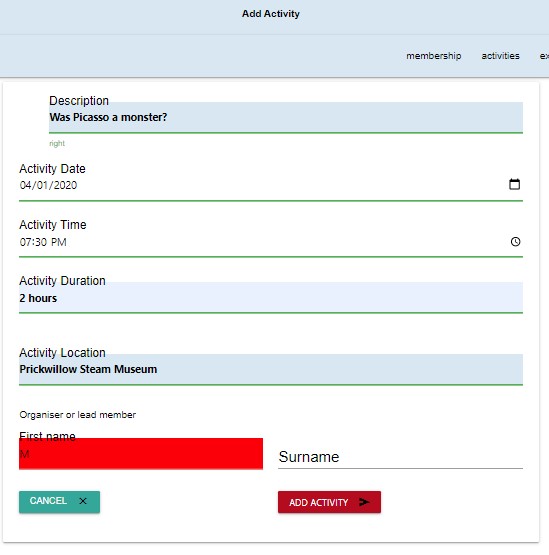 Add Activity
membership activities ex
Description
Was Picasso a monster?
right
Activity Date
04/01/2020
Activity Time
07:30 PM
Activity Duration
2 hours
Activity Location
Prickwillow Steam Museum
Organiser or lead member
First name
M
Surname
CANCEL
ADD ACTIVITY